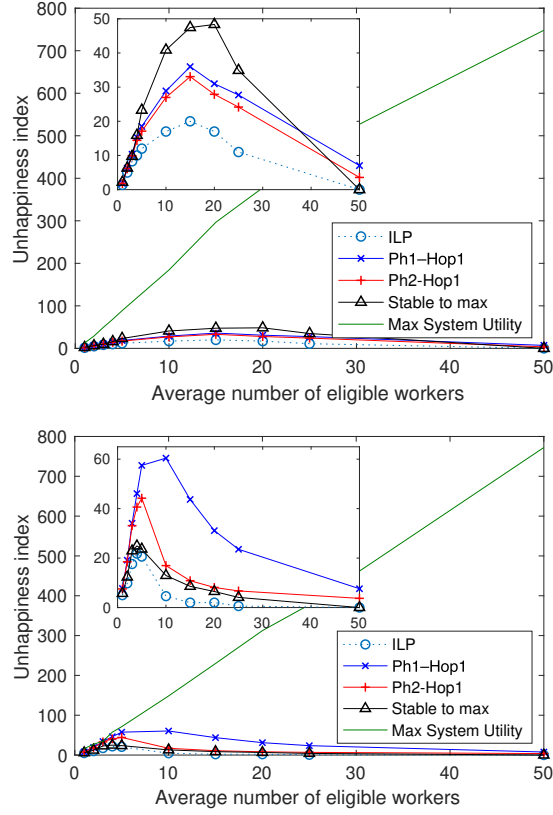 800
700
600
500
400
300
200
100
0
Unhappiness index
50
40
30
20
10
0
0 10 20 30 40 50
ILP
Ph1–Hop1
Ph2-Hop1
Stable to max
Max System Utility
0 10 20 30 40 50
Average number of eligible workers
800
700
600
500
400
300
200
100
0
Unhappiness index
60
40
20
0
0 10 20 30 40 50
ILP
Ph1–Hop1
Ph2-Hop1
Stable to max
Max System Utility
0 10 20 30 40 50
Average number of eligible workers